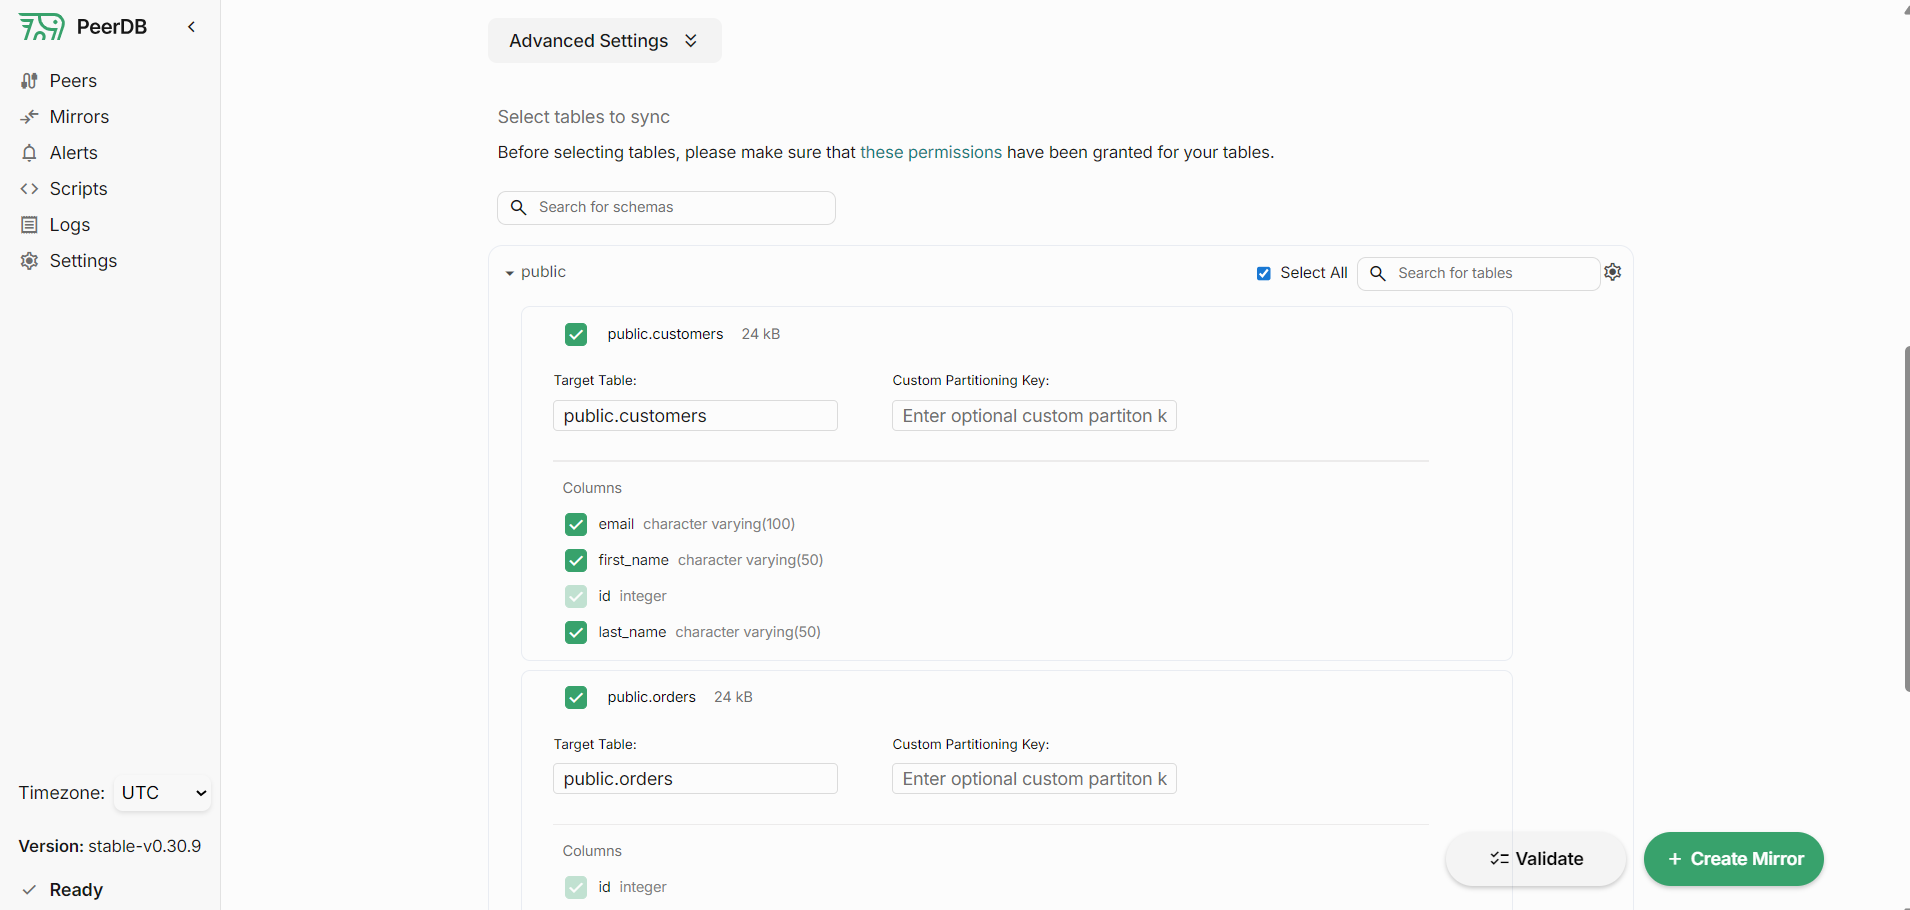 PeerDB
Peers
Mirrors
Alerts
Scripts
Logs
Settings
Timezone: UTC
Version: stable-v0.30.9
Ready
Advanced Settings
Select tables to sync
Before selecting tables, please make sure that these permissions have been granted for your tables.
Search for schemas
public
Select All
Search for tables
public.customers 24 kB
Target Table:
Custom Partitioning Key:
public.customers
Enter optional custom partiton k
Columns
email character varying(100)
first_name character varying(50)
id integer
last_name character varying(50)
public.orders 24 kB
Target Table:
Custom Partitioning Key:
public.orders
Enter optional custom partiton k
Columns
id integer
Validate
+ Create Mirror